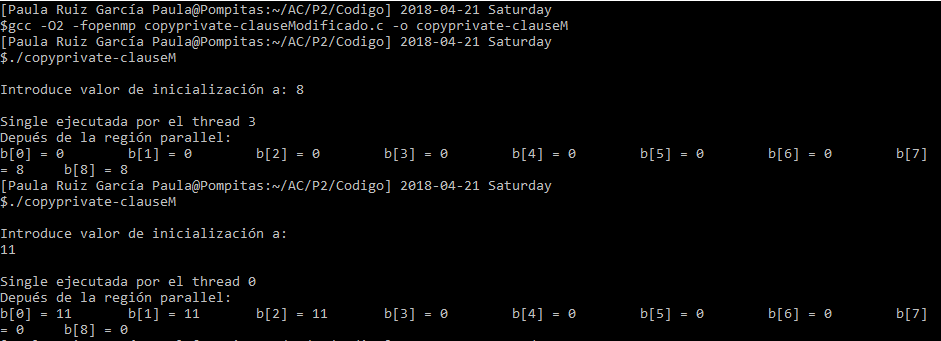 [Paula Ruiz García Paula@Pompitas:~/AC/P2/Codigo] 2018-04-21 Saturday
$gcc -O2 -fopenmp copyprivate-clauseModificado.c -o copyprivate-clauseM
[Paula Ruiz García Paula@Pompitas:~/AC/P2/Codigo] 2018-04-21 Saturday
$./copyprivate-clauseM
Introduce valor de inicialización a: 8
Single ejecutada por el thread 3
Depués de la región parallel:
b[0] = 0 b[1] = 0 b[2] = 0 b[3] = 0 b[4] = 0 b[5] = 0 b[6] = 0 b[7]
= 8 b[8] = 8
[Paula Ruiz García Paula@Pompitas:~/AC/P2/Codigo] 2018-04-21 Saturday
$./copyprivate-clauseM
Introduce valor de inicialización a:
11
Single ejecutada por el thread 0
Depués de la región parallel:
b[0] = 11 b[1] = 11 b[2] = 11 b[3] = 0 b[4] = 0 b[5] = 0 b[6] = 0 b[7]
= 0 b[8] = 0